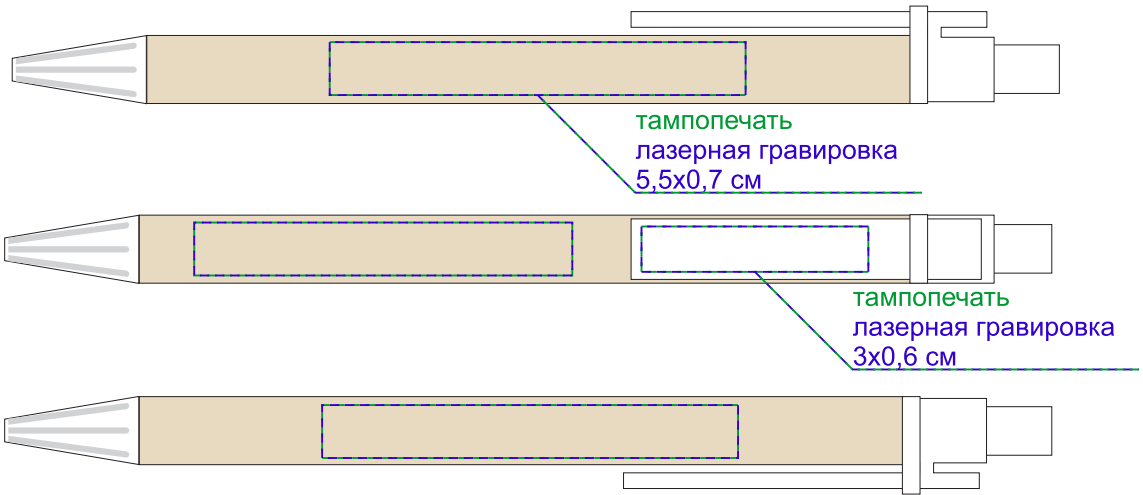 тампопечать
лазерная гравировка
5,5х0,7 см
тампопечать
лазерная гравировка
3х0,6 см